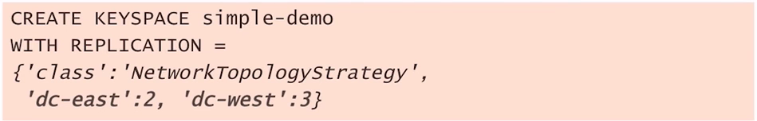 CREATE KEYSPACE simple-demo
WITH REPLICATION =
{'class':'NetworkTopologyStrategy',
'dc-east':2, 'dc-west':3}